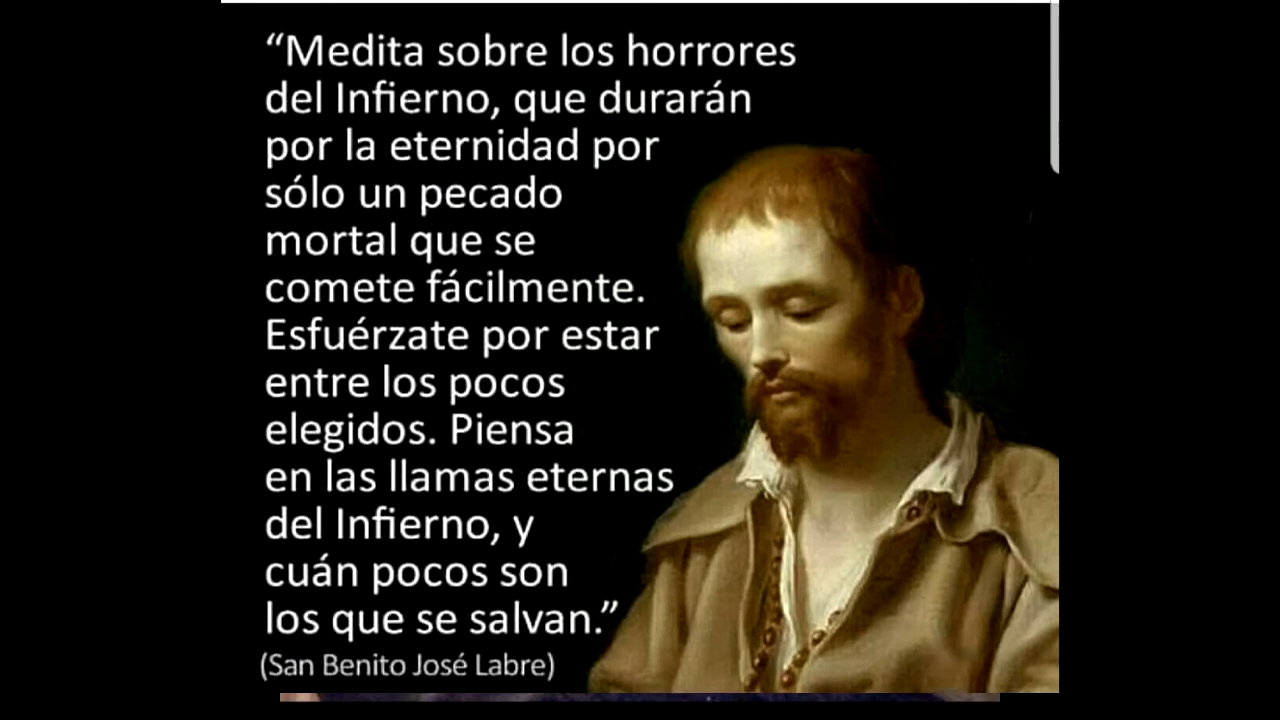 “Medita sobre los horrores
del Infierno, que durarán
por la eternidad por
sólo un pecado
mortal que se
comete fácilmente.
Esfuérzate por estar
entre los pocos
elegidos. Piensa
en las llamas eternas
del Infierno, y
cuán pocos son
los que se salvan.”
(San Benito José Labre)